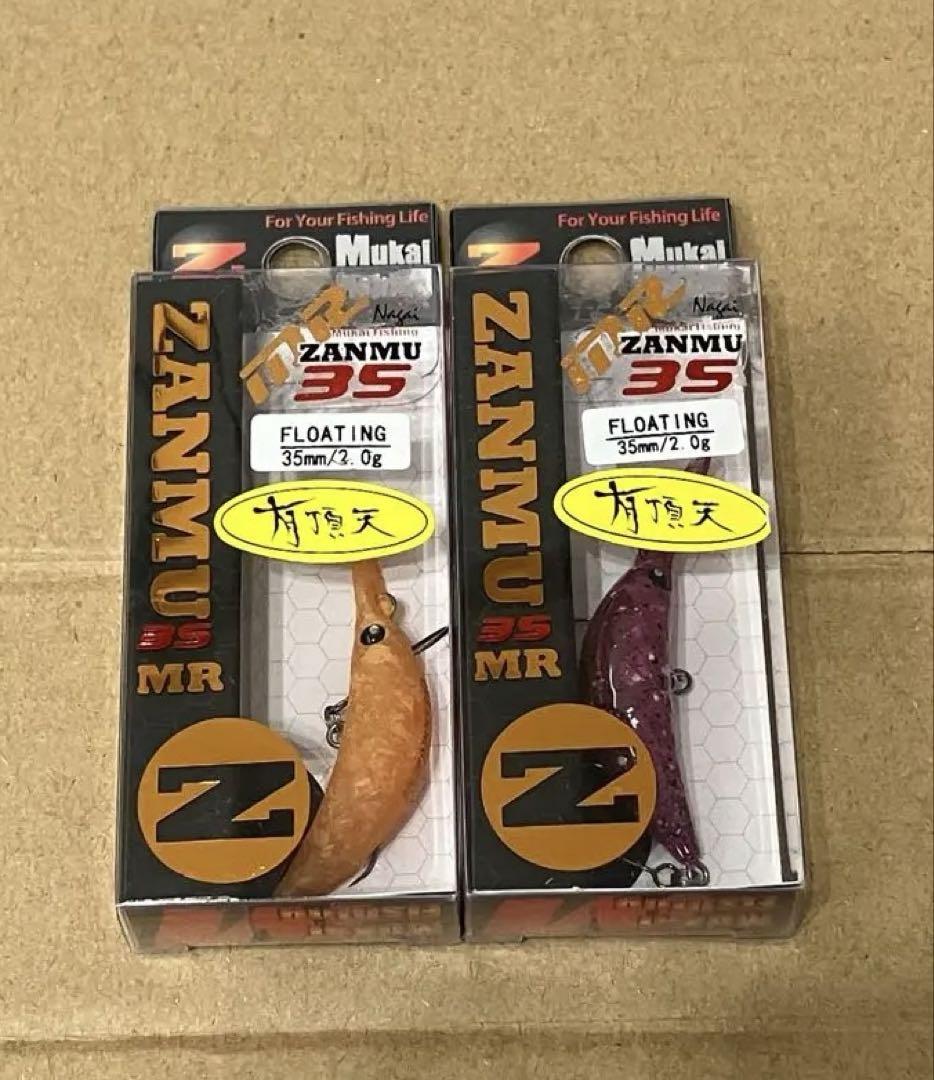 For Your Fishing Life
Z
Mukai
MR
Nagai
Mukai Fishing
ZANMU
35
FLOATING
35mm/2.0g
有頂天
ZANMU
35
MR
Z
For Your Fishing Life
Z
Mukai
MR
Nagai
Mukai Fishing
ZANMU
35
FLOATING
35mm/2.0g
有頂天
ZANMU
35
MR
Z